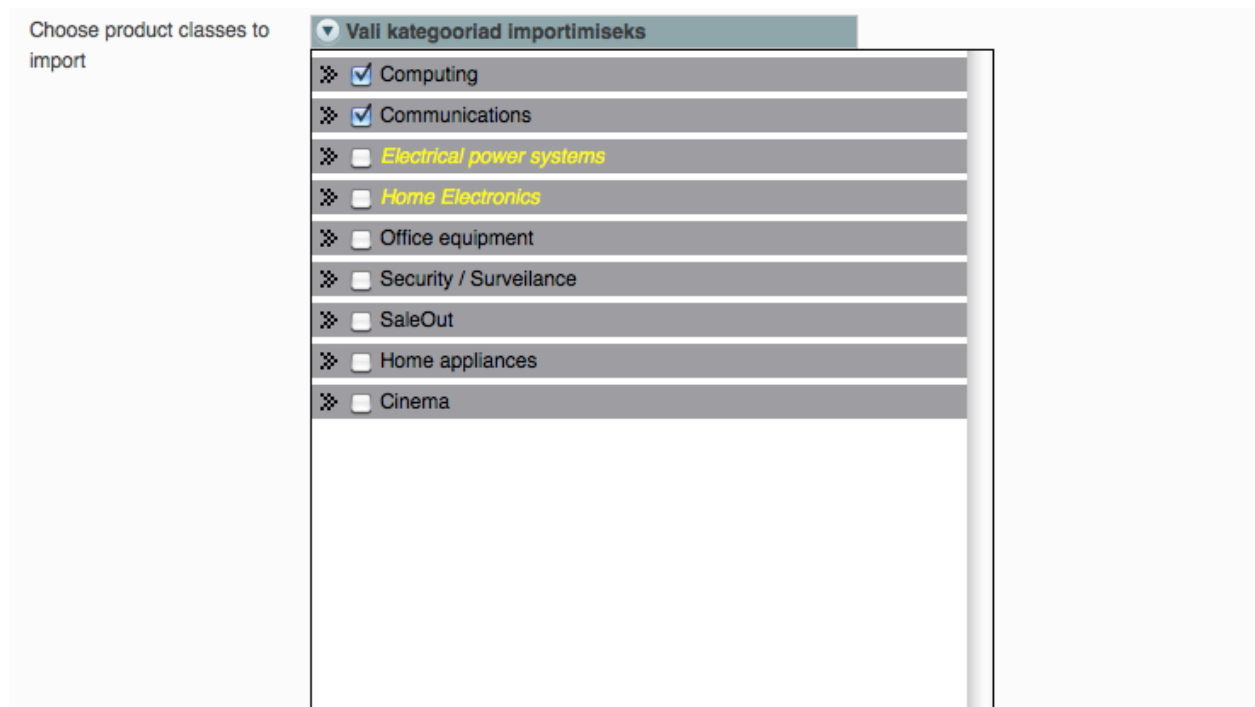 Choose product classes to
import
Vali kategooriad importimiseks
Computing
Communications
Electrical power systems
Home Electronics
Office equipment
Security / Surveilance
SaleOut
Home appliances
Cinema